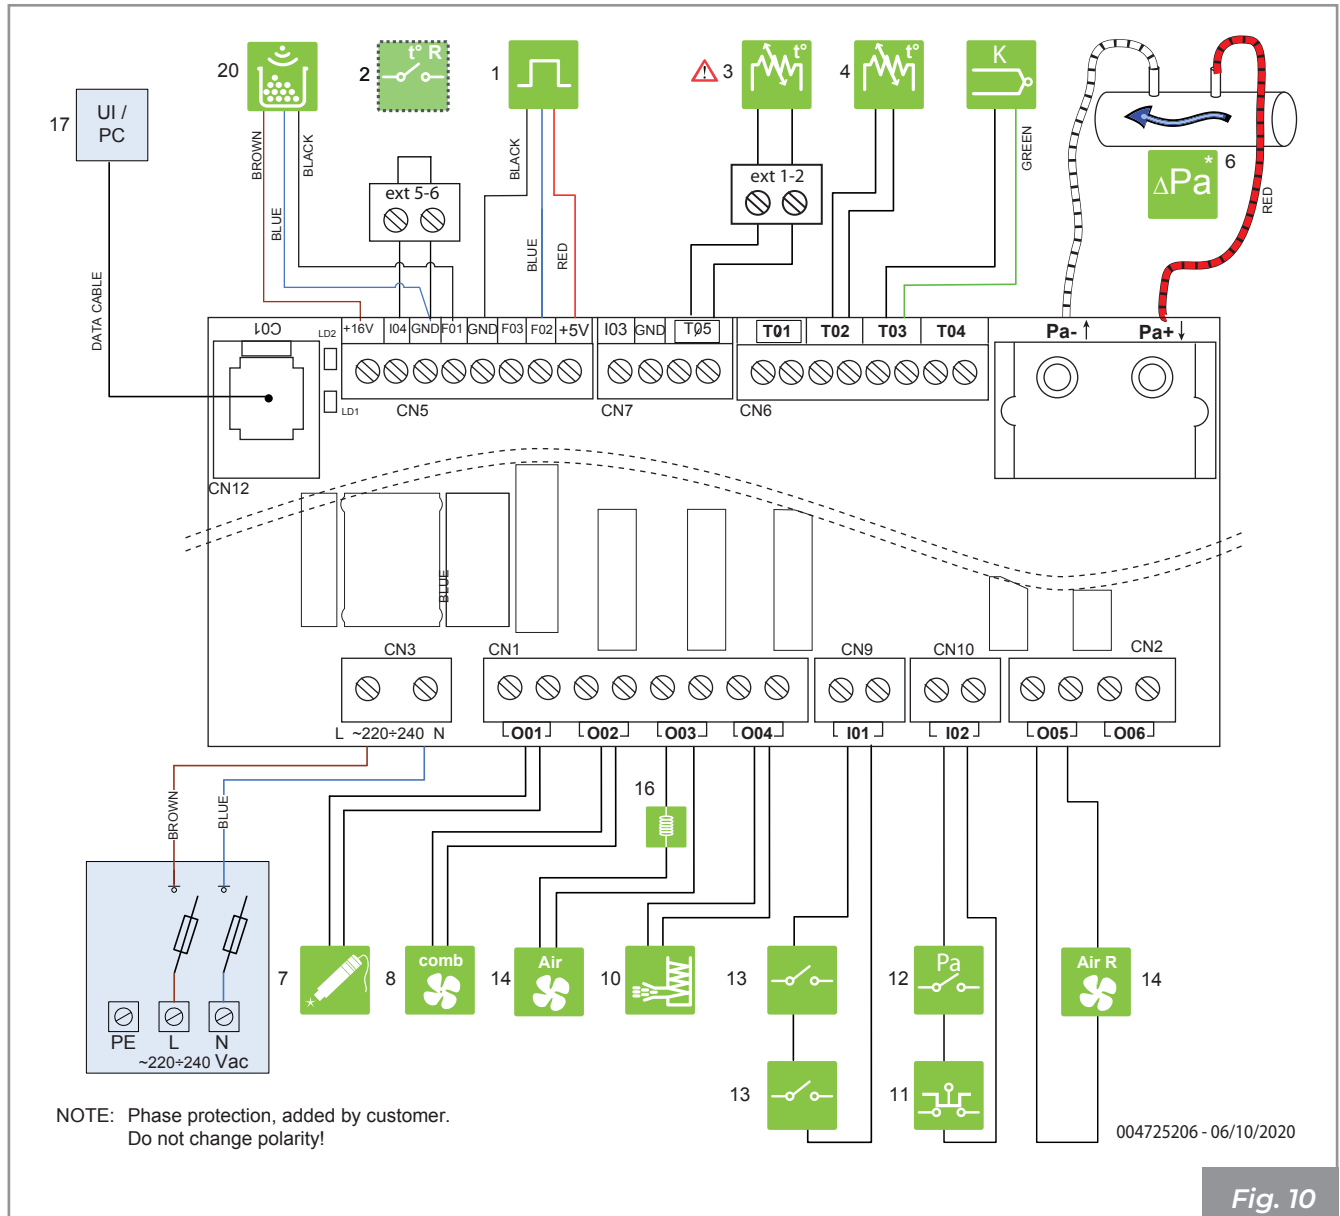 20
2
t° R
1
3
t°
4
t°
K
17
UI /
PC
BROWN
BLUE
BLACK
ext 5-6
BLACK
BLUE
RED
ext 1-2
GREEN
ΔPa*
6
RED
DATA CABLE
C01
LD2
LD1
+16V I04 GND F01 GND F03 F02 +5V
I03 GND T05
T01 T02 T03 T04
Pa- Pa+
CN5
CN7
CN6
CN12
BLUE
CN3
CN1
CN9
CN10
CN2
L ~220÷240 N
O01 O02 O03 O04
I01
I02
O05 O06
BROWN
BLUE
16
7
8
comb
14
Air
10
13
12
Pa
Air R
14
13
11
PE L N
~220÷240 Vac
NOTE: Phase protection, added by customer.
Do not change polarity!
004725206 - 06/10/2020
Fig. 10